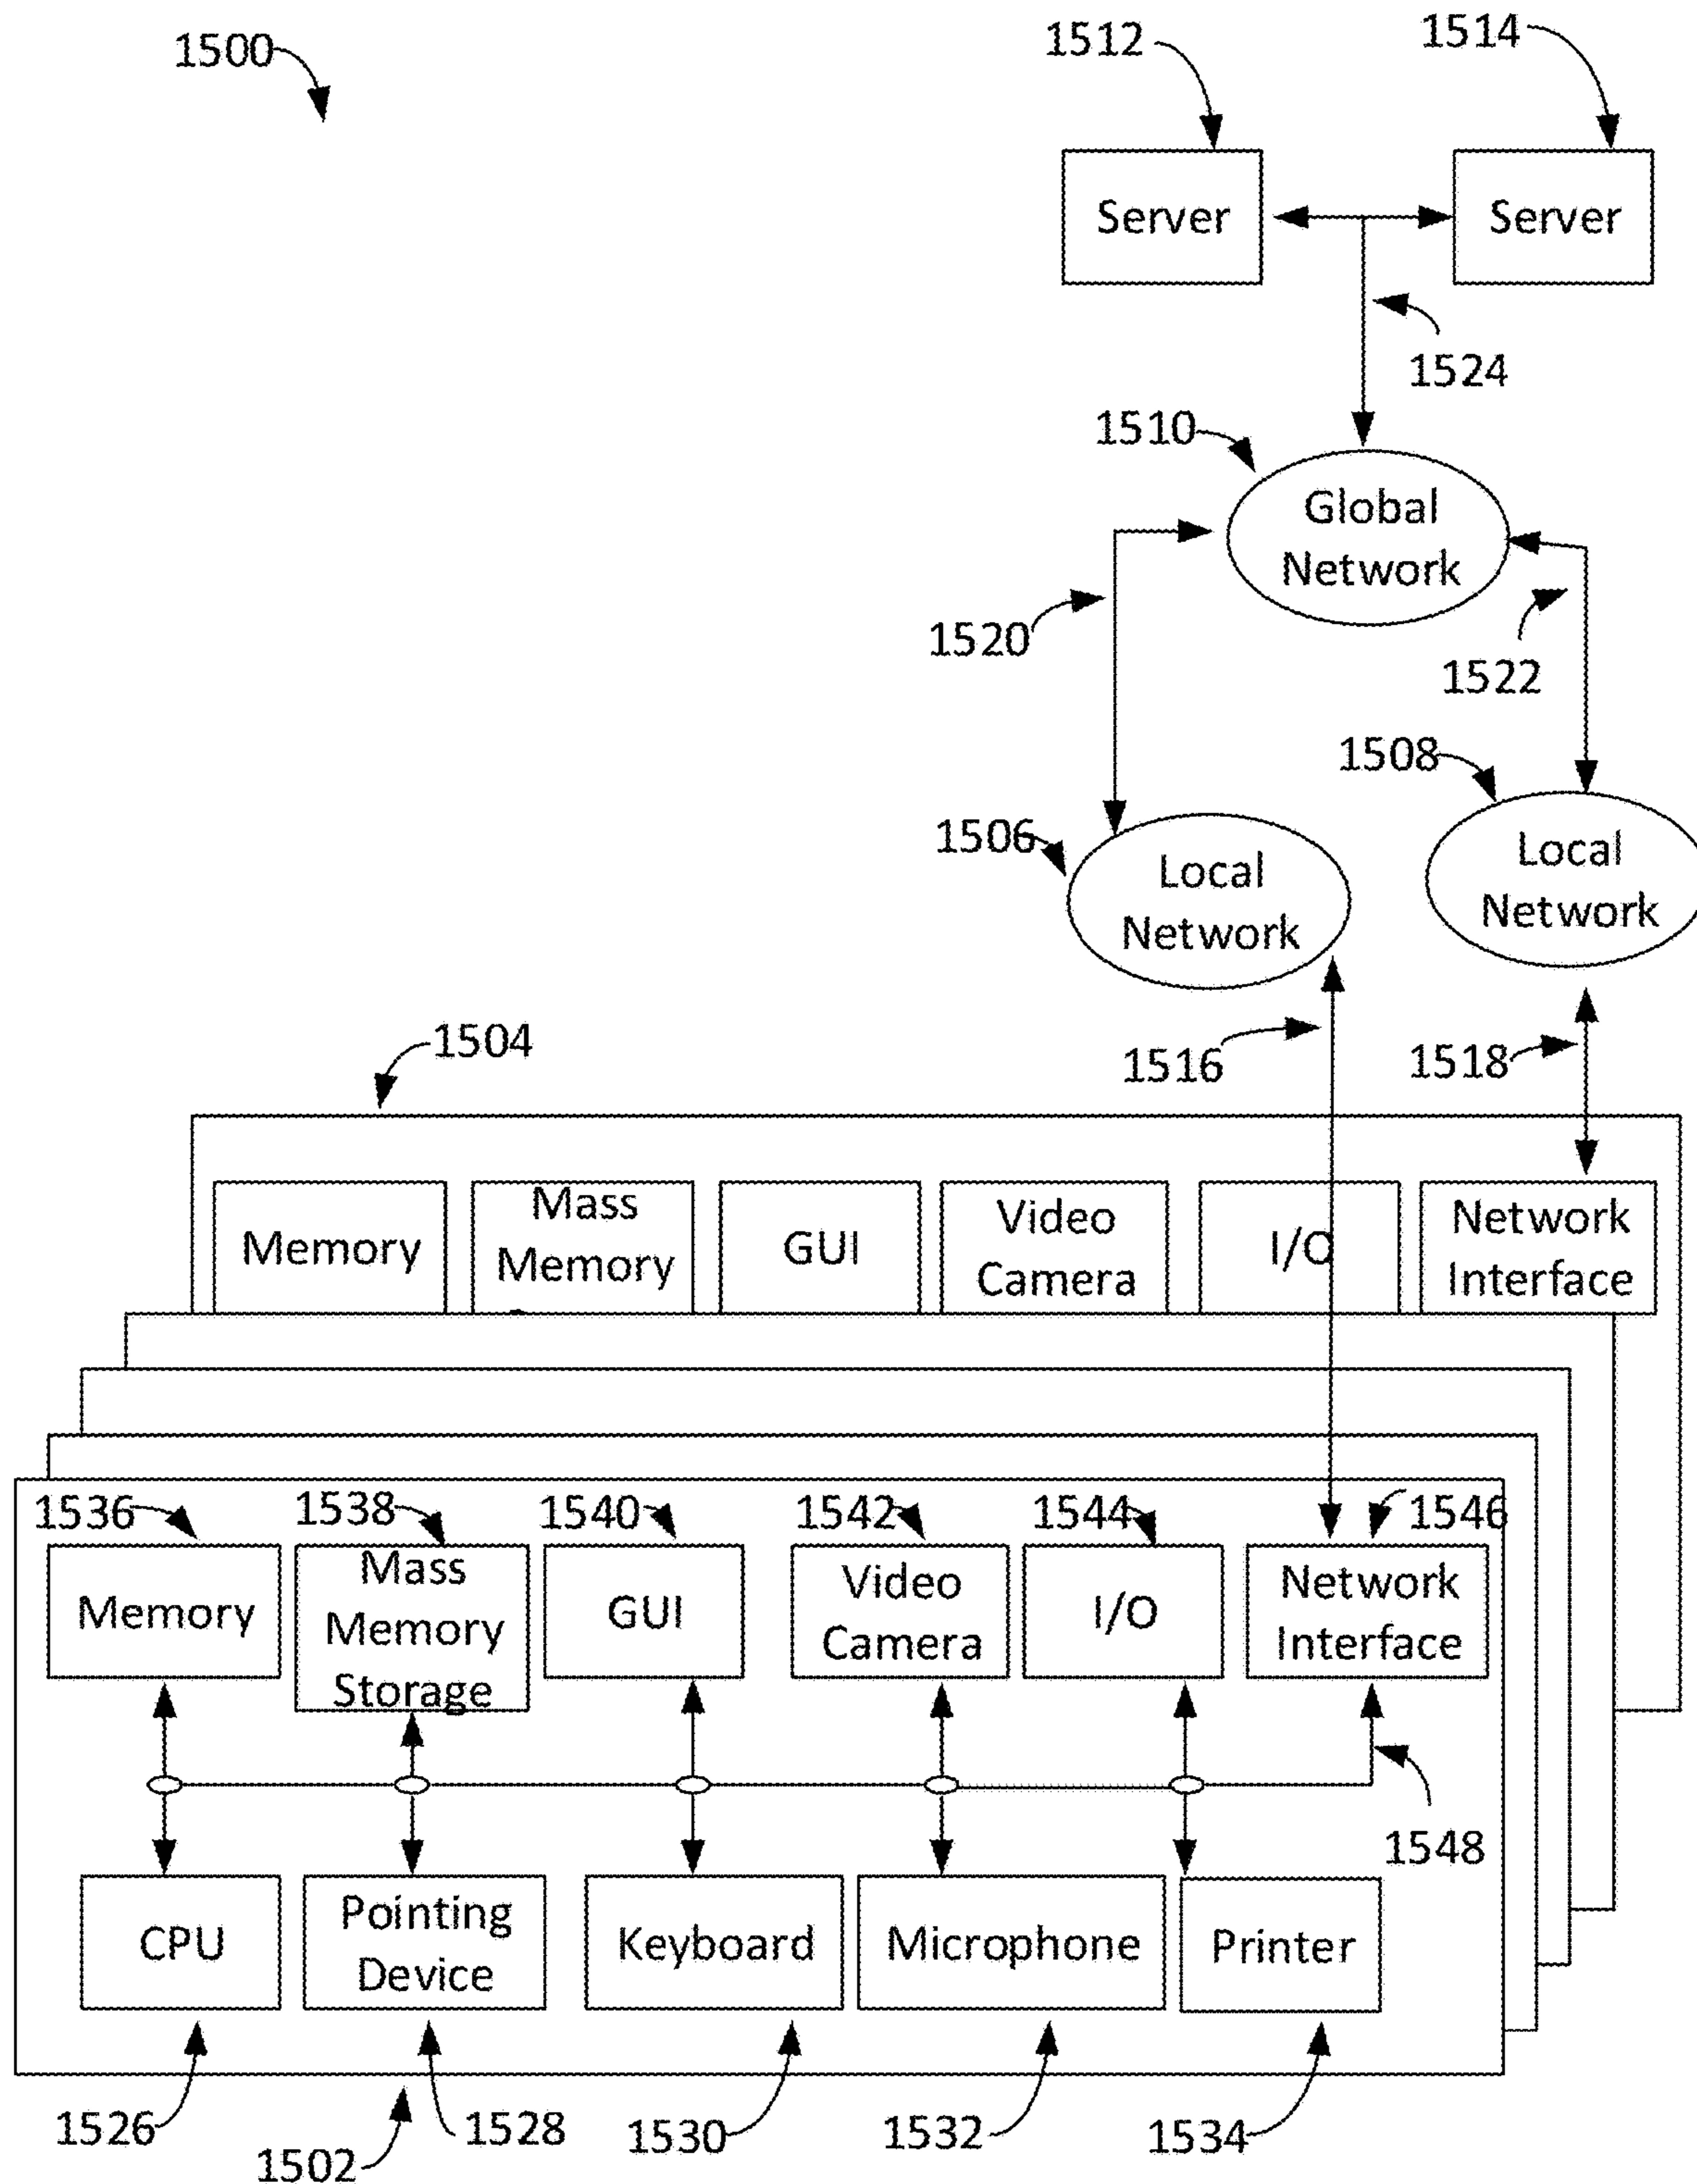 1500
1512
1514
Server
Server
1524
1510
Global
Network
1520
1522
1508
1506
Local
Network
Local
Network
1504
1516
1518
Memory
Mass
Memory
GUI
Video
Camera
I/O
Network
Interface
1536
1538
1540
1542
1544
1546
Memory
Mass
Memory
Storage
GUI
Video
Camera
I/O
Network
Interface
1548
CPU
Pointing
Device
Keyboard
Microphone
Printer
1526
1502
1528
1530
1532
1534